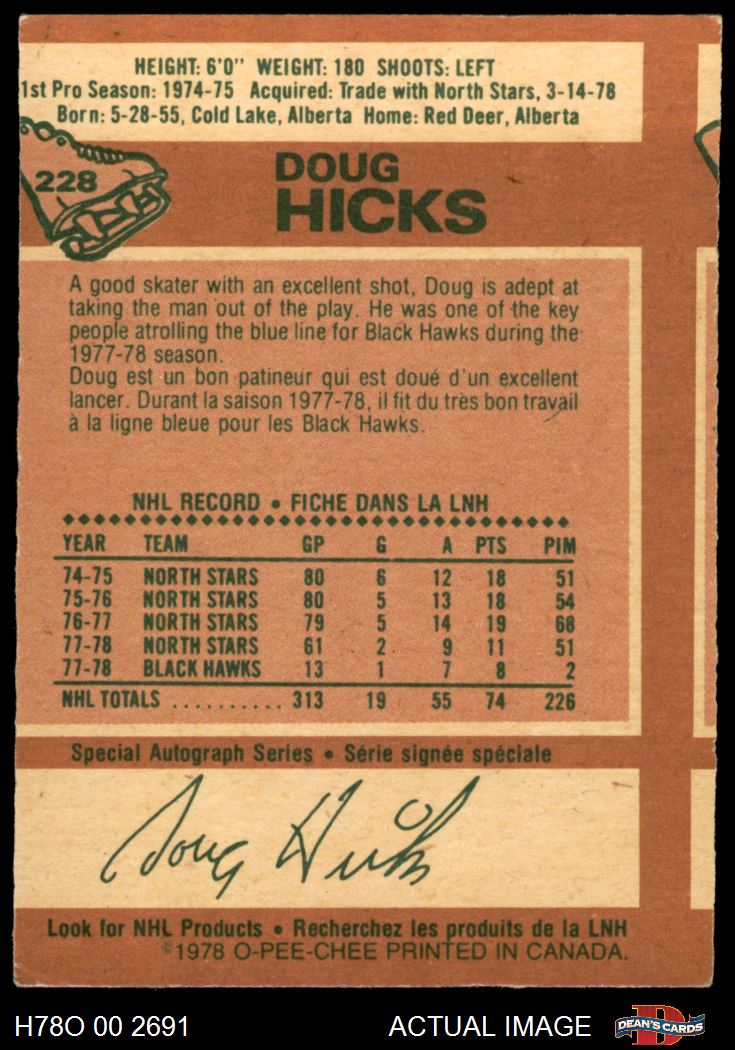 HEIGHT: 6'0" WEIGHT: 180 SHOOTS: LEFT
1st Pro Season: 1974-75 Acquired: Trade with North Stars, 3-14-78
Born: 5-28-55, Cold Lake, Alberta Home: Red Deer, Alberta
228
DOUG
HICKS
A good skater with an excellent shot, Doug is adept at
taking the man out of the play. He was one of the key
people atrolling the blue line for Black Hawks during the
1977-78 season.
Doug est un bon patineur qui est doué d'un excellent
lancer. Durant la saison 1977-78, il fit du très bon travail
à la ligne bleue pour les Black Hawks.
NHL RECORD • FICHE DANS LA LNH
YEAR TEAM GP G A PTS PIM
74-75 NORTH STARS 80 6 12 18 51
75-76 NORTH STARS 80 5 13 18 54
76-77 NORTH STARS 79 5 14 19 68
77-78 NORTH STARS 61 2 9 11 51
77-78 BLACK HAWKS 13 1 7 8 2
NHL TOTALS .......... 313 19 55 74 226
Special Autograph Series • Série signée spéciale
Doug Hicks
Look for NHL Products • Recherchez les produits de la LNH
©1978 O-PEE-CHEE PRINTED IN CANADA.
H78O 00 2691 ACTUAL IMAGE D DEAN'S CARDS